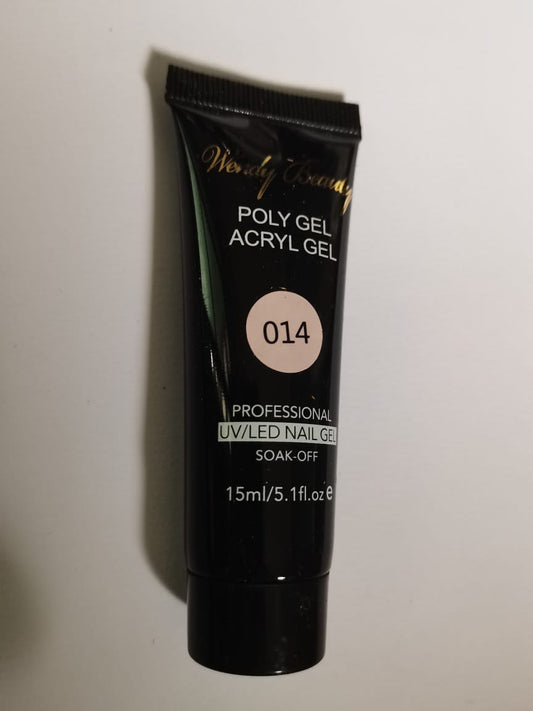 Wendy Beauty
POLY GEL
ACRYL GEL
014
PROFESSIONAL
UV/LED NAIL GEL
SOAK-OFF
15ml/5.1fl.oz e